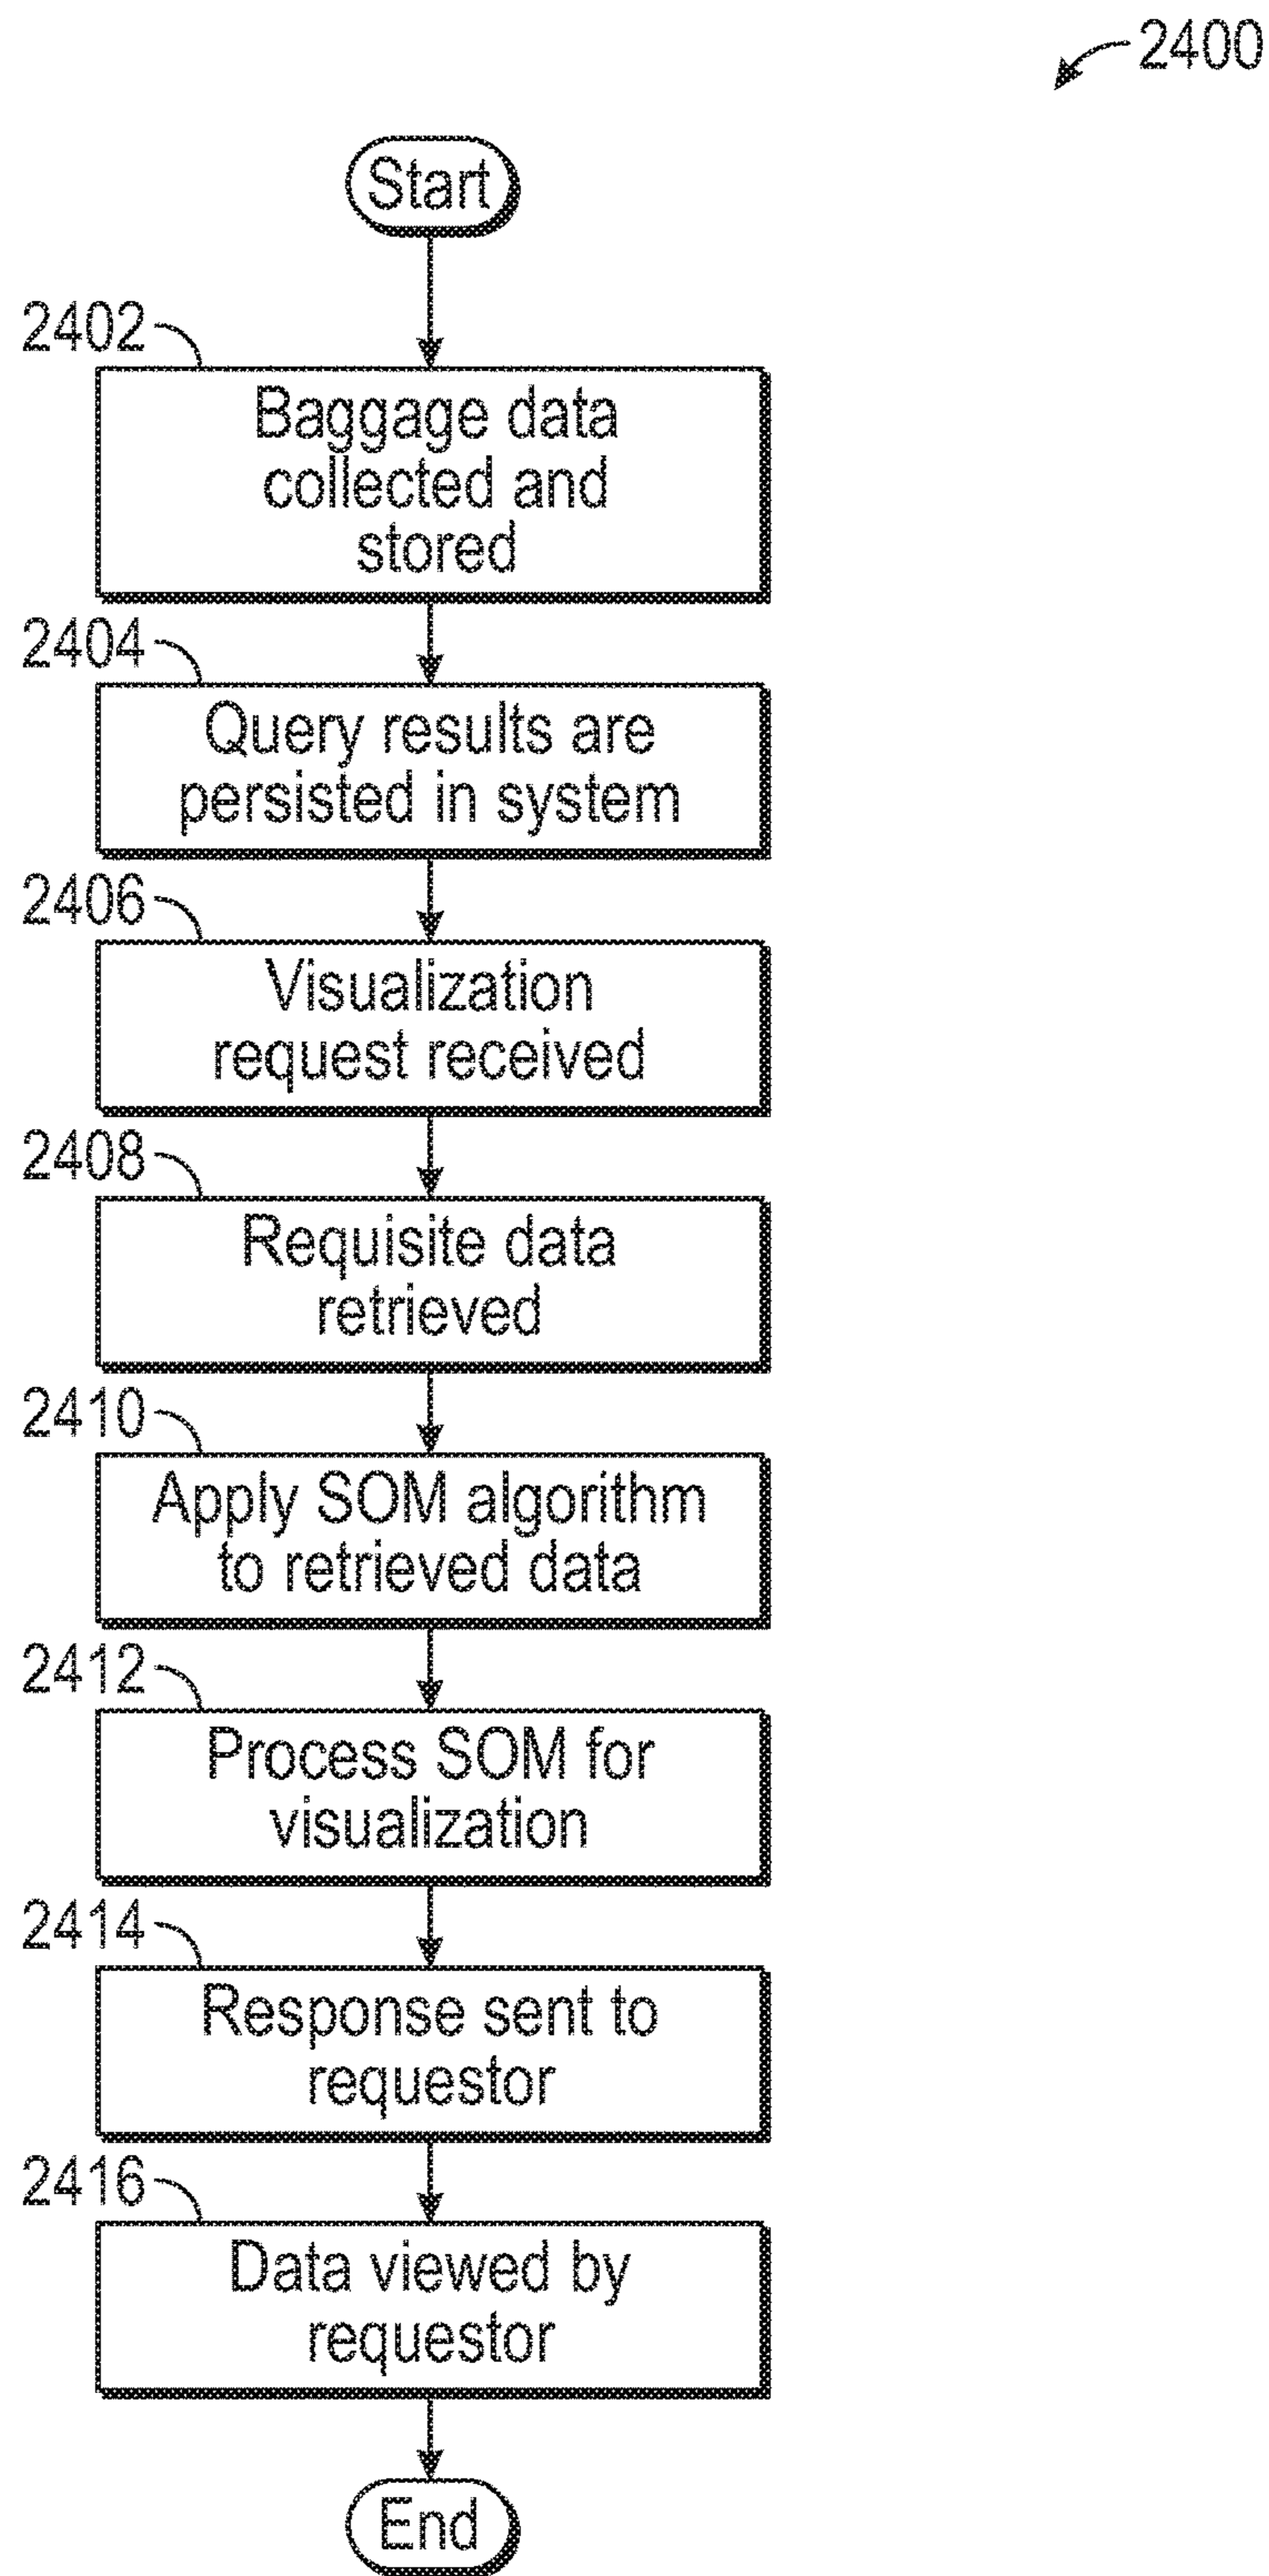 2400
Start
2402
Baggage data
collected and
stored
2404
Query results are
persisted in system
2406
Visualization
request received
2408
Requisite data
retrieved
2410
Apply SOM algorithm
to retrieved data
2412
Process SOM for
visualization
2414
Response sent to
requestor
2416
Data viewed by
requestor
End